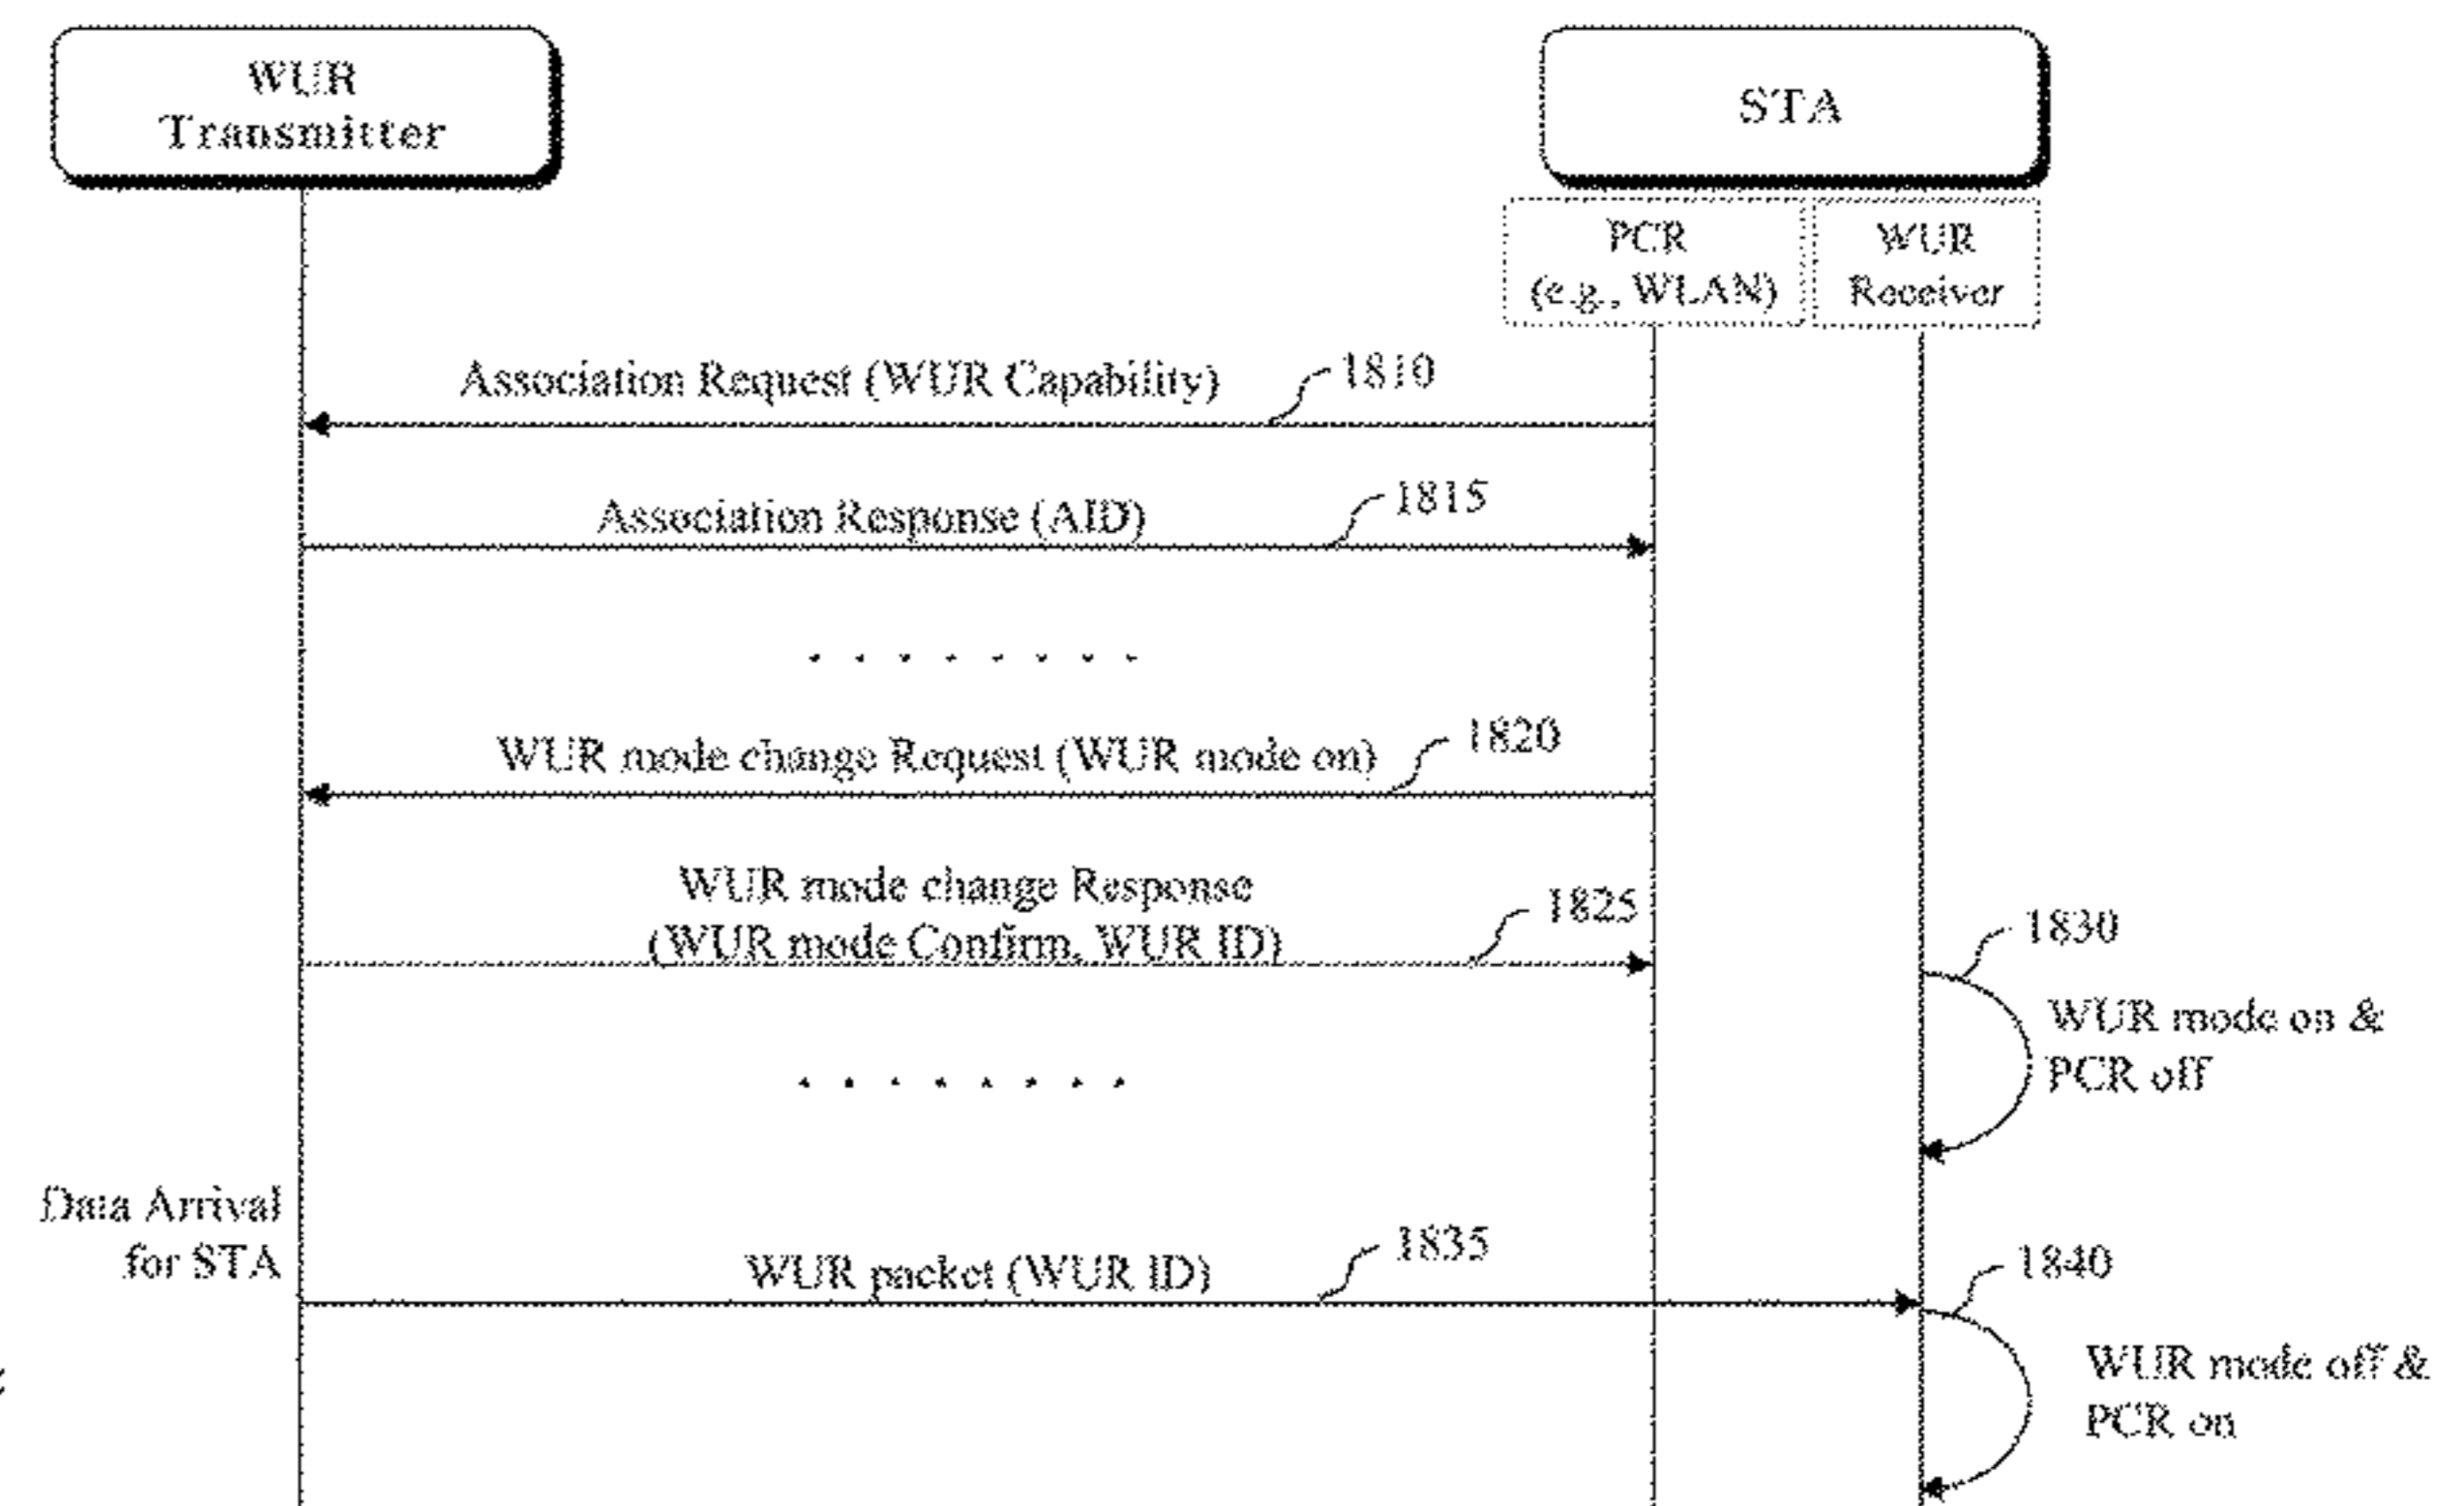 WUR
Transmitter
STA
PCR
(e.g., WLAN)
WUR
Receiver
Association Request (WUR Capability)
1810
Association Response (AID)
1815
WUR mode change Request (WUR mode on)
1820
WUR mode change Response
(WUR mode Confirm, WUR ID)
1825
1830
WUR mode on &
PCR off
Data Arrival
for STA
WUR packet (WUR ID)
1835
1840
WUR mode off &
PCR on